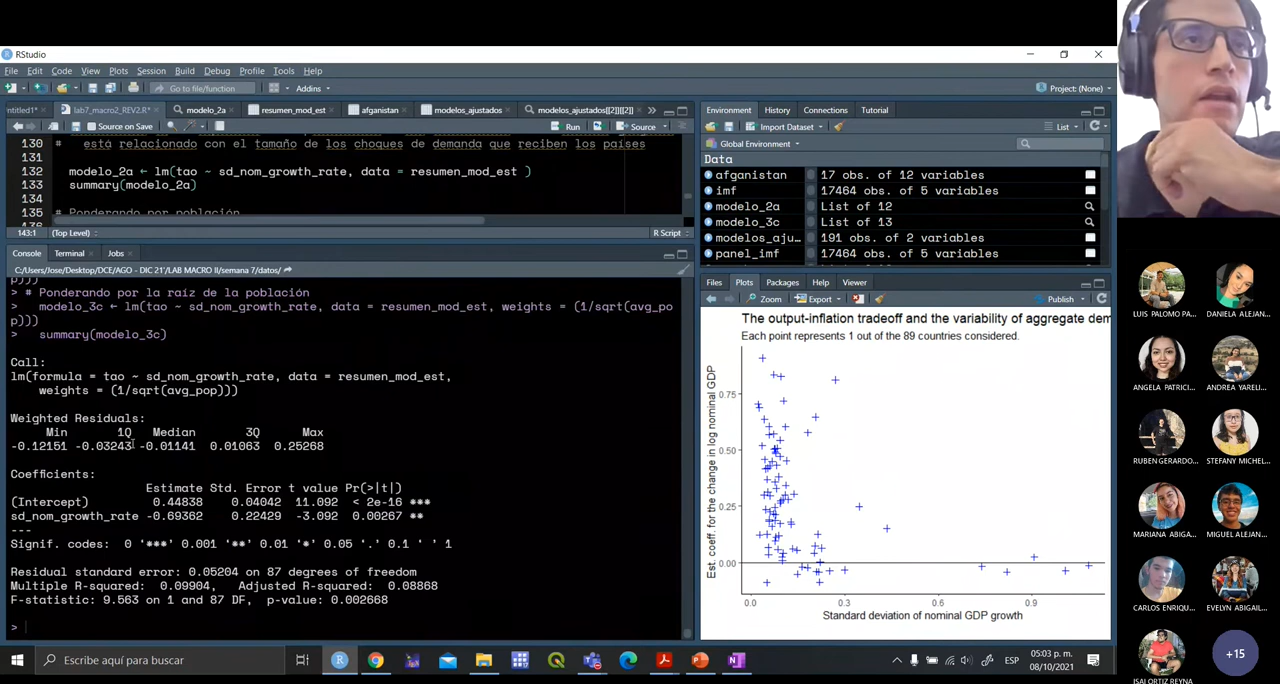 RStudio
File Edit Code View Plots Session Build Debug Profile Tools Help
Go to file/function Addins
Project: (None)
ntitled1* lab7_macro2_REV2.R* modelo_2a resumen_mod_est afganistan modelos_ajustados modelos_ajustados[[2]][[2]]
Source on Save Run Source
130 # está relacionado con el tamaño de los choques de demanda que reciben los países
131
132 modelo_2a <- lm(tao ~ sd_nom_growth_rate, data = resumen_mod_est )
133 summary(modelo_2a)
134
135 # Ponderando por población
143:1 (Top Level) R Script
Console Terminal Jobs
C:/Users/Jose/Desktop/DCE/AGO - DIC 21'/LAB MACRO II/semana 7/datos/
p)))
> # Ponderando por la raíz de la población
> modelo_3c <- lm(tao ~ sd_nom_growth_rate, data = resumen_mod_est, weights = (1/sqrt(avg_po
p)))
> summary(modelo_3c)
Call:
lm(formula = tao ~ sd_nom_growth_rate, data = resumen_mod_est,
weights = (1/sqrt(avg_pop)))
Weighted Residuals:
Min 1Q Median 3Q Max
-0.12151 -0.03243 -0.01141 0.01063 0.25268
Coefficients:
Estimate Std. Error t value Pr(>|t|)
(Intercept) 0.44838 0.04042 11.092 < 2e-16 ***
sd_nom_growth_rate -0.69362 0.22429 -3.092 0.00267 **
---
Signif. codes: 0 '***' 0.001 '**' 0.01 '*' 0.05 '.' 0.1 ' ' 1
Residual standard error: 0.05204 on 87 degrees of freedom
Multiple R-squared: 0.09904, Adjusted R-squared: 0.08868
F-statistic: 9.563 on 1 and 87 DF, p-value: 0.002668
>
Environment History Connections Tutorial
Import Dataset List
Global Environment
Data
afganistan 17 obs. of 12 variables
imf 17464 obs. of 5 variables
modelo_2a List of 12
modelo_3c List of 13
modelos_aju… 191 obs. of 2 variables
panel_imf 17464 obs. of 5 variables
Files Plots Packages Help Viewer
Zoom Export Publish
The output-inflation tradeoff and the variability of aggregate dem
Each point represents 1 out of the 89 countries considered.
Est. coeff. for the change in log nominal GDP
0.75
0.50
0.25
0.00
0.0 0.3 0.6 0.9
Standard deviation of nominal GDP growth
LUIS PALOMO PA... DANIELA ALEJAN...
ANGELA PATRICI... ANDREA YARELI...
RUBEN GERARDO... STEFANY MICHEL...
MARIANA ABIGA... MIGUEL ALEJAN...
CARLOS ENRIQU... EVELYN ABIGAIL...
ISAI ORTIZ REYNA +15
Escribe aquí para buscar
ESP
05:03 p. m.
08/10/2021